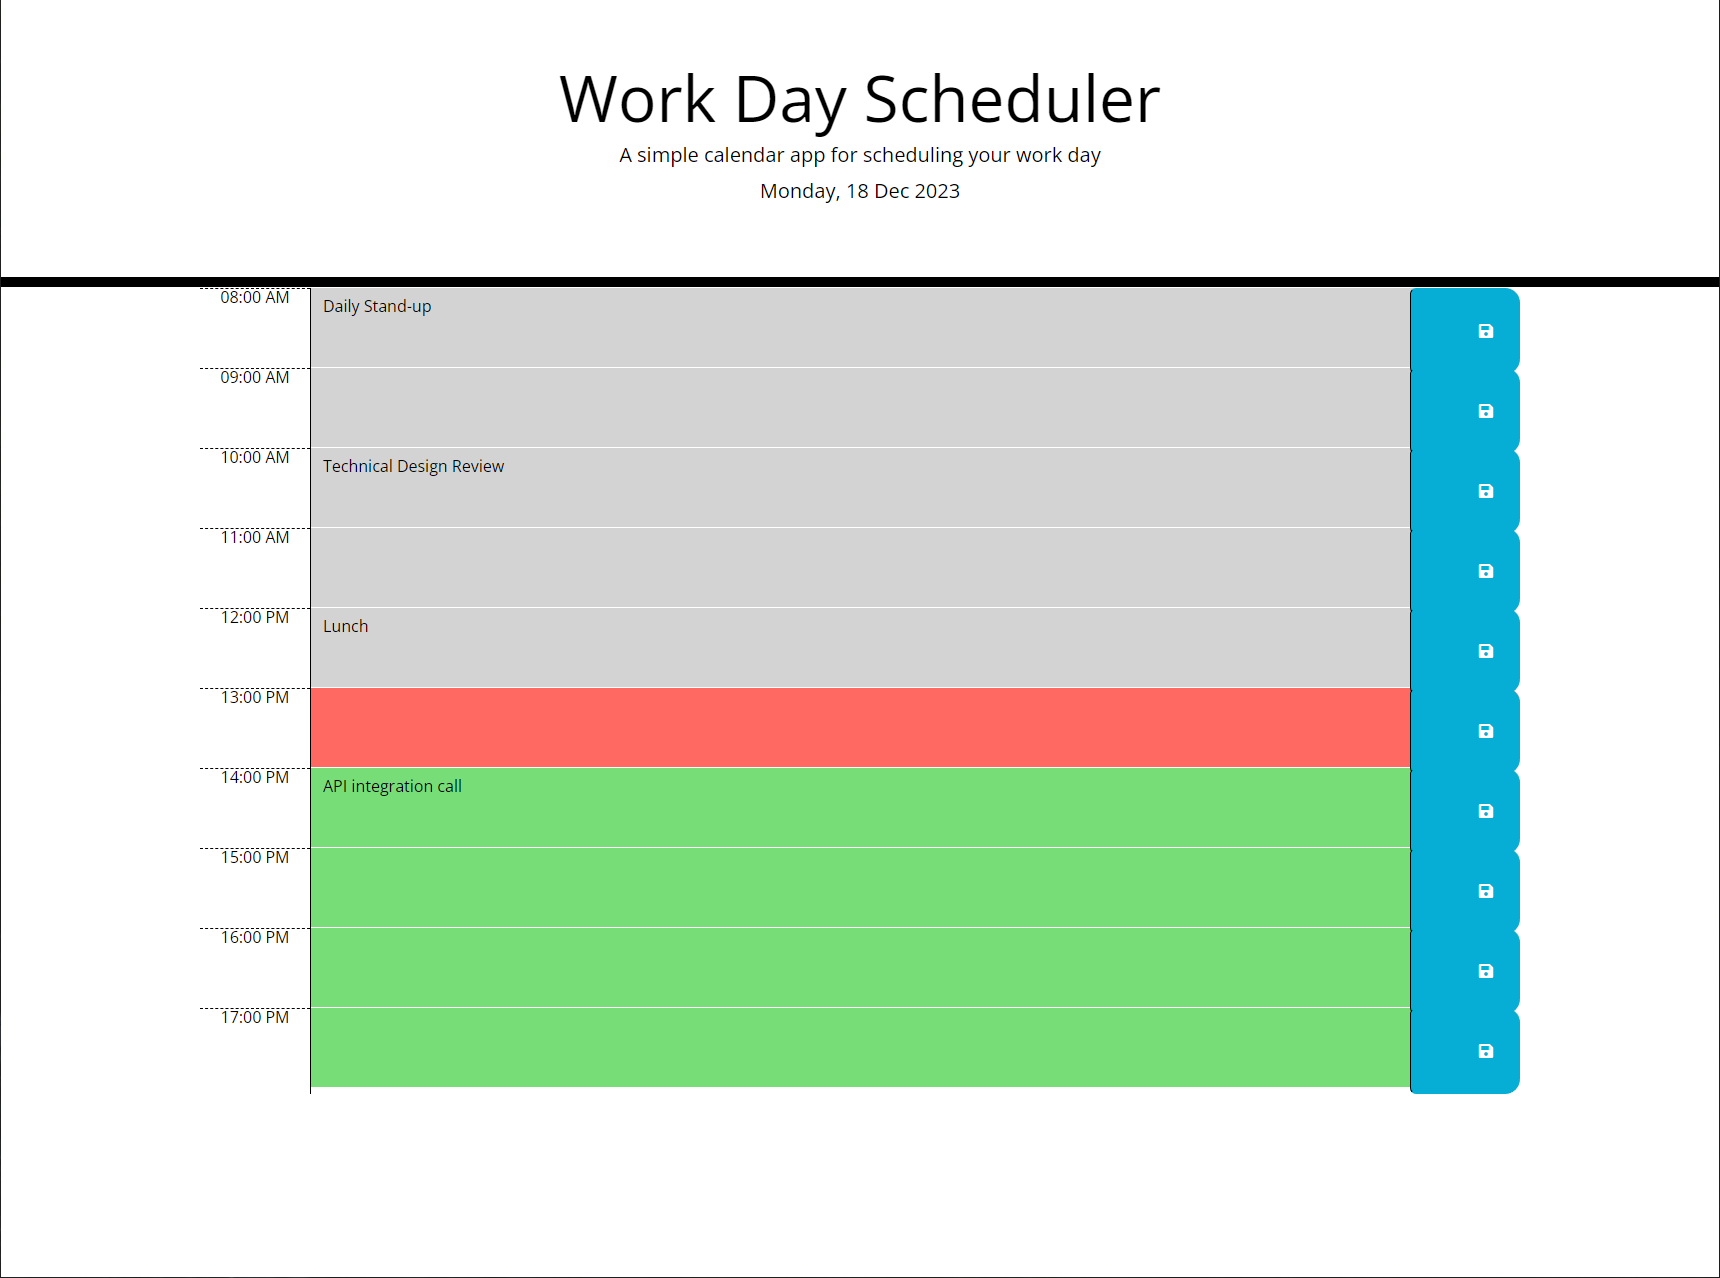 Work Day Scheduler
A simple calendar app for scheduling your work day
Monday, 18 Dec 2023
08:00 AM Daily Stand-up
09:00 AM
10:00 AM Technical Design Review
11:00 AM
12:00 PM Lunch
13:00 PM
14:00 PM API integration call
15:00 PM
16:00 PM
17:00 PM